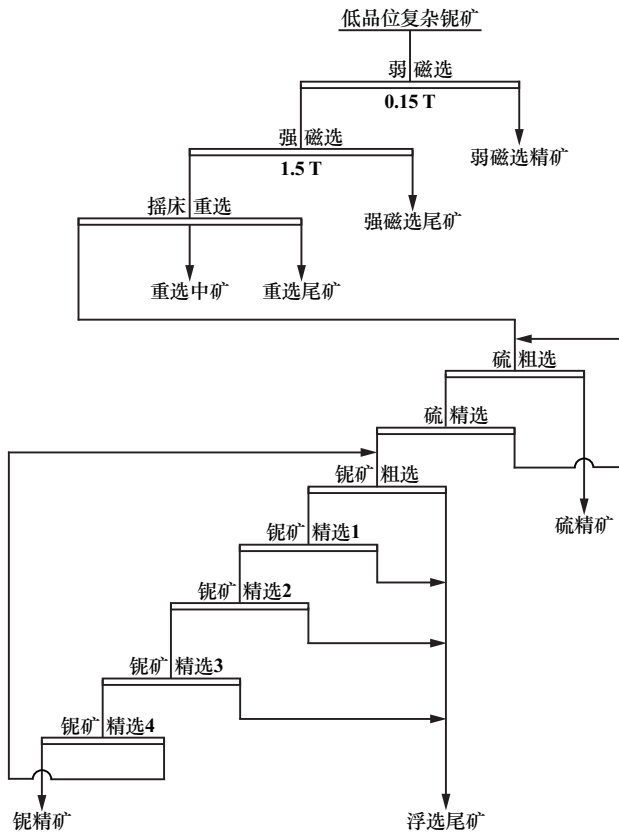 低品位复杂铌矿
弱磁选
0.15 T
弱磁选精矿
强磁选
1.5 T
强磁选尾矿
摇床重选
重选中矿
重选尾矿
硫粗选
硫精选
硫精矿
铌矿粗选
铌矿精选1
铌矿精选2
铌矿精选3
铌矿精选4
铌精矿
浮选尾矿